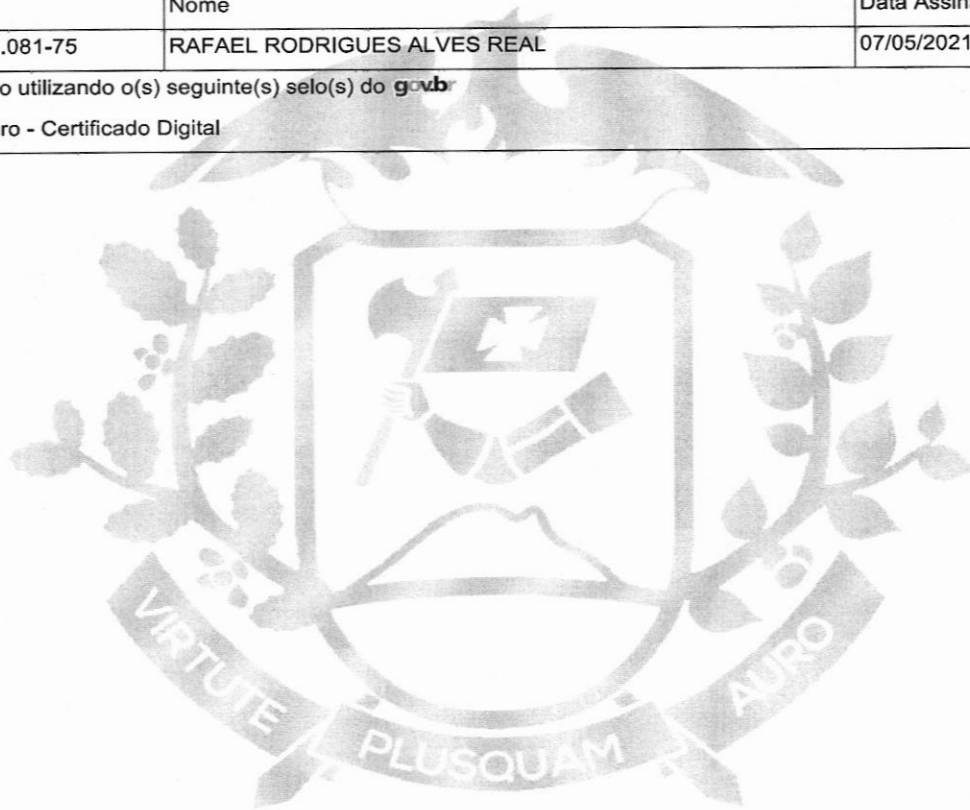 Nome Data Assin
.081-75 RAFAEL RODRIGUES ALVES REAL 07/05/2021
o utilizando o(s) seguinte(s) selo(s) do gov.br
ro - Certificado Digital
VIRTUTE
PLUSQUAM
AURO